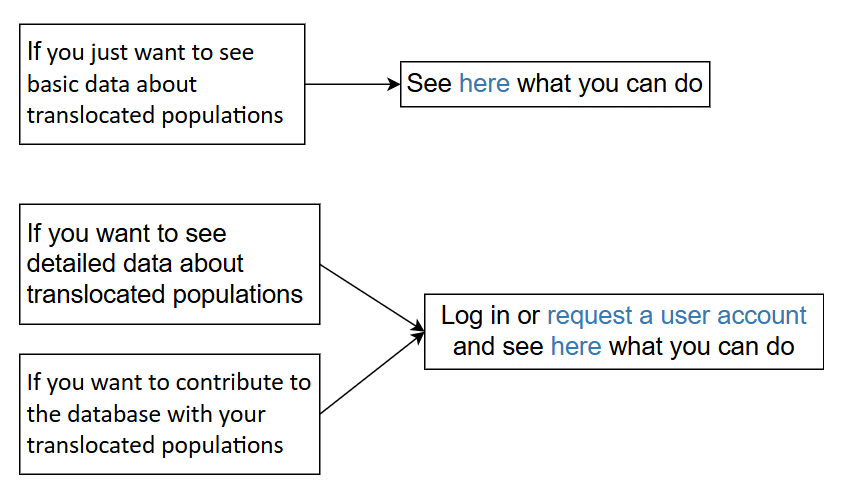 If you just want to see
basic data about
translocated populations
See here what you can do
If you want to see
detailed data about
translocated populations
Log in or request a user account
and see here what you can do
If you want to contribute to
the database with your
translocated populations